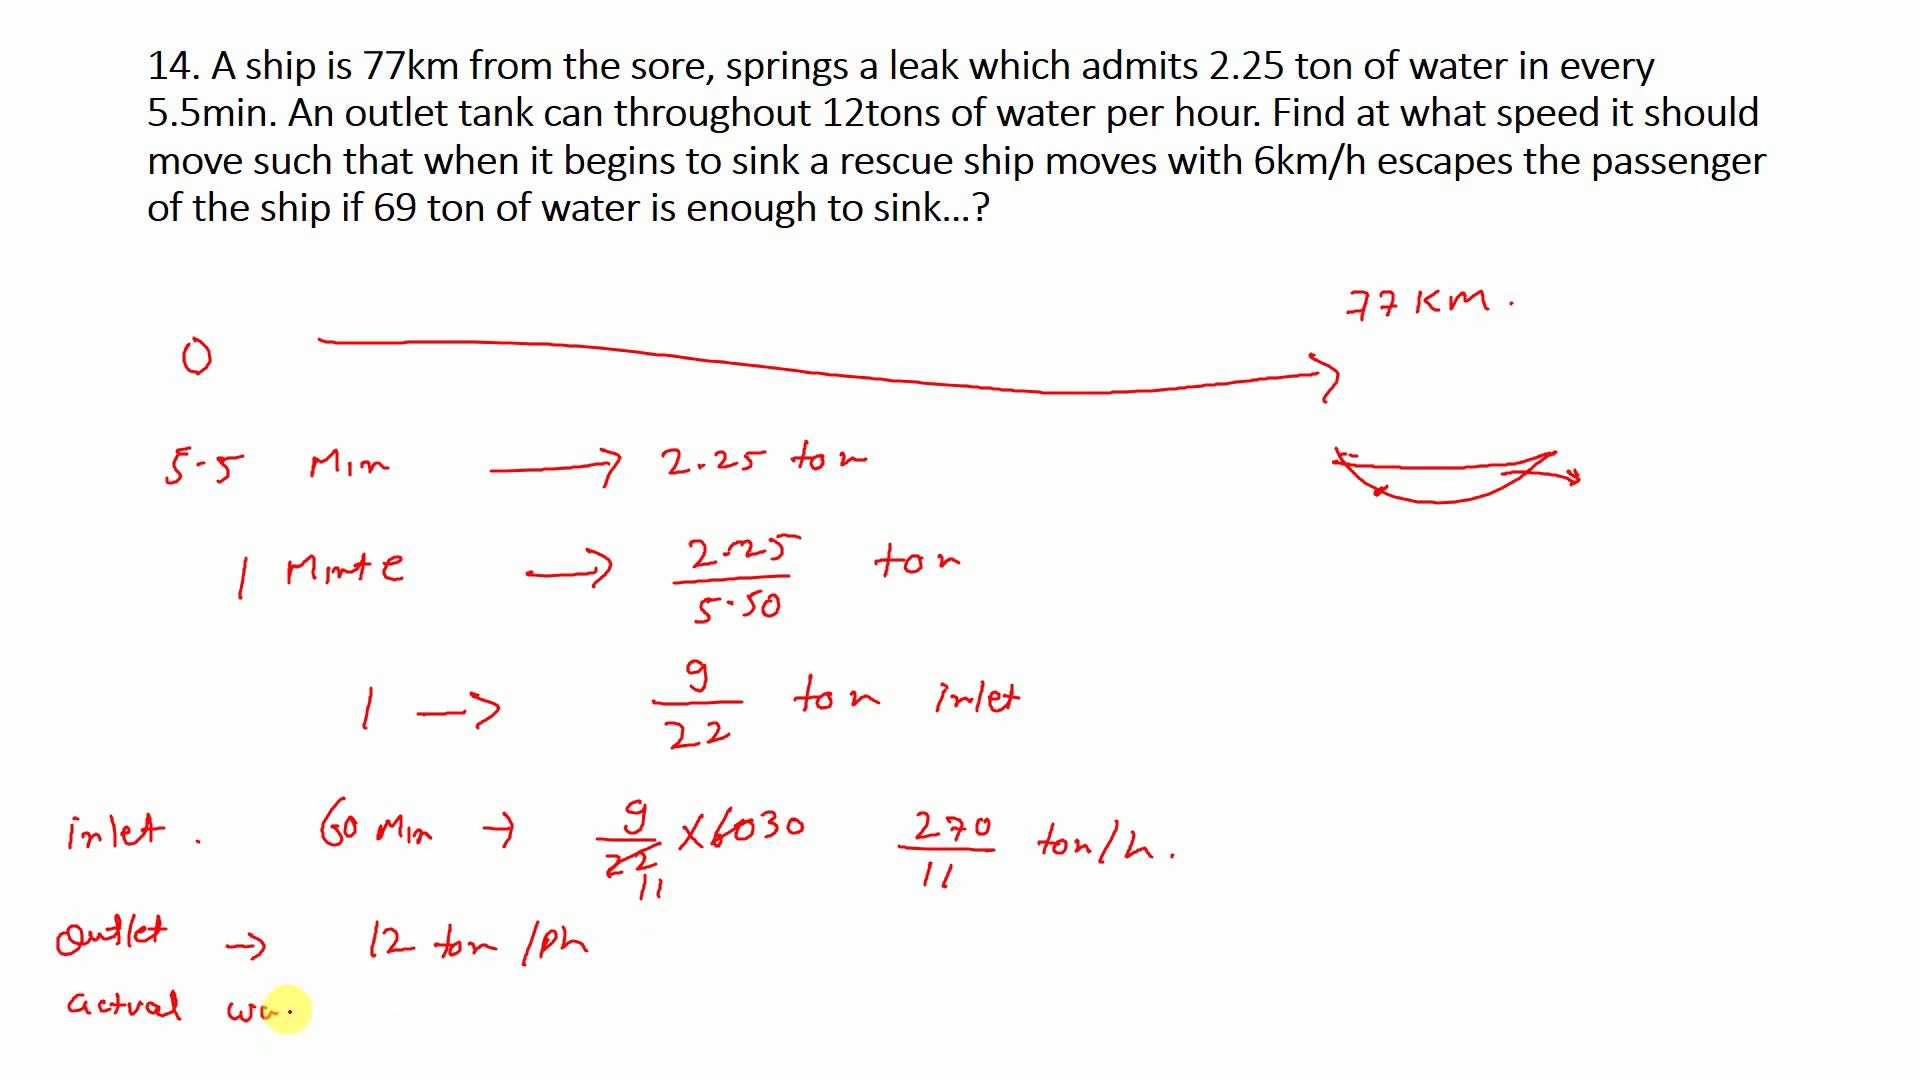 14. A ship is 77km from the sore, springs a leak which admits 2.25 ton of water in every
5.5min. An outlet tank can throughout 12tons of water per hour. Find at what speed it should
move such that when it begins to sink a rescue ship moves with 6km/h escapes the passenger
of the ship if 69 ton of water is enough to sink...?
77 KM.
0
5.5 Min → 2.25 ton
1 Minte → 2.25/5.50 ton
1 → 9/22 ton inlet
inlet. 60 Min → 9/22 11 × 60 30 270/11 ton/h.
Outlet → 12 ton/ph
actual wa